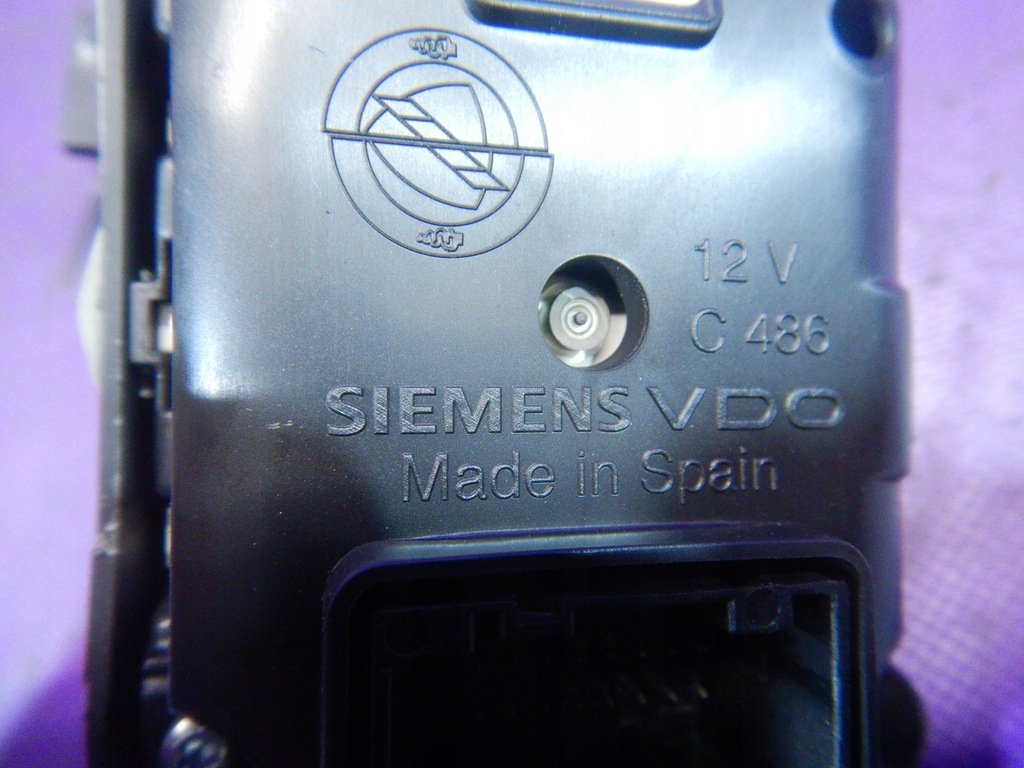 12 V
C 486
SIEMENS VDO
Made in Spain